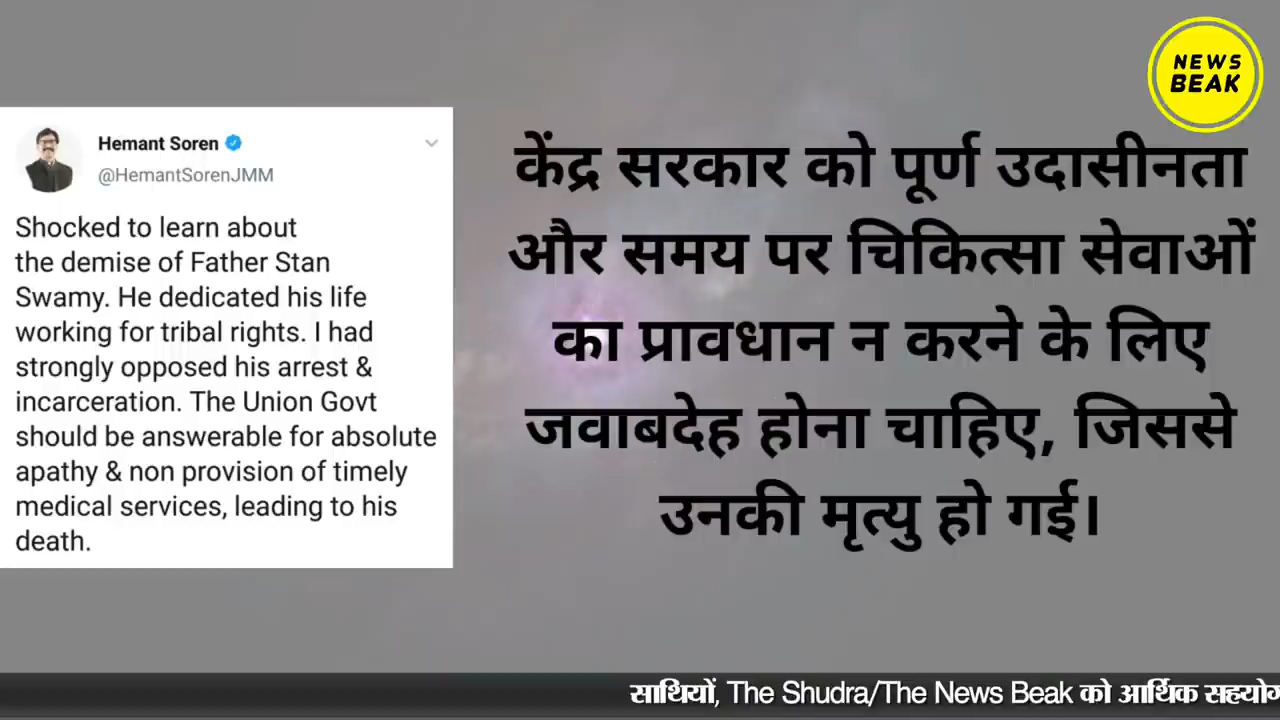 NEWS
BEAK
Hemant Soren
@HemantSorenJMM
Shocked to learn about
the demise of Father Stan
Swamy. He dedicated his life
working for tribal rights. I had
strongly opposed his arrest &
incarceration. The Union Govt
should be answerable for absolute
apathy & non provision of timely
medical services, leading to his
death.
केंद्र सरकार को पूर्ण उदासीनता
और समय पर चिकित्सा सेवाओं
का प्रावधान न करने के लिए
जवाबदेह होना चाहिए, जिससे
उनकी मृत्यु हो गई।
साथियों, The Shudra/The News Beak को आर्थिक सहयोग